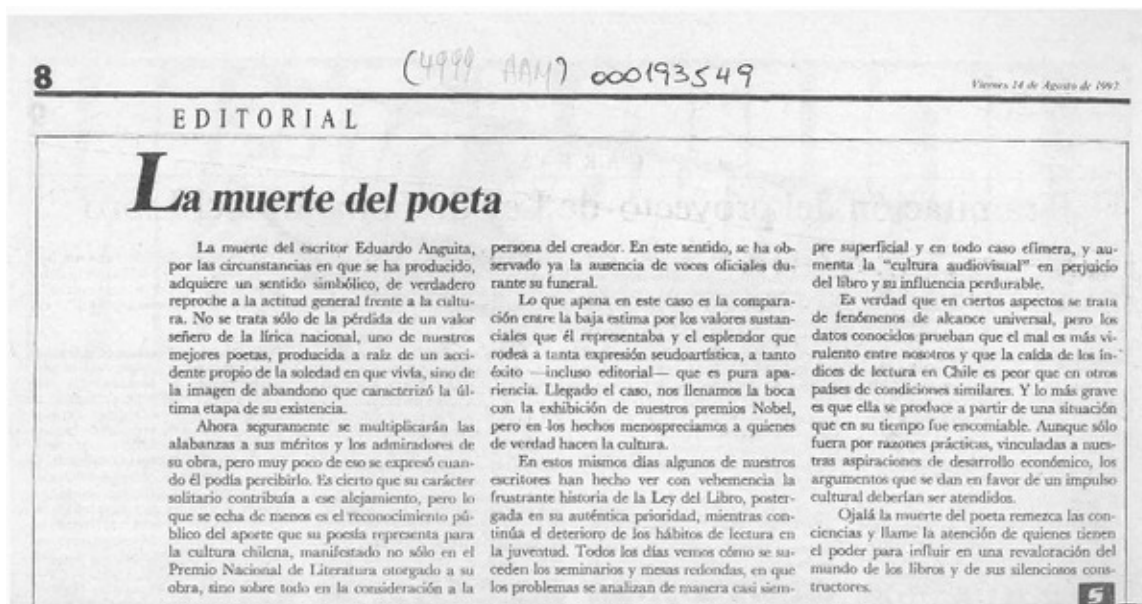 8
(4999 AAM) 000193549
Viernes 14 de Agosto de 1992
EDITORIAL
La muerte del poeta
La muerte del escritor Eduardo Anguita,
por las circunstancias en que se ha producido,
adquiere un sentido simbólico, de verdadero
reproche a la actitud general frente a la cultu-
ra. No se trata sólo de la pérdida de un valor
señero de la lírica nacional, uno de nuestros
mejores poetas, producida a raíz de un acci-
dente propio de la soledad en que vivía, sino de
la imagen de abandono que caracterizó la úl-
tima etapa de su existencia.
Ahora seguramente se multiplicarán las
alabanzas a sus méritos y los admiradores de
su obra, pero muy poco de eso se expresó cuan-
do él podía percibirlo. Es cierto que su carácter
solitario contribuía a ese alejamiento, pero lo
que se echa de menos es el reconocimiento pú-
blico del aporte que su poesía representa para
la cultura chilena, manifestado no sólo en el
Premio Nacional de Literatura otorgado a su
obra, sino sobre todo en la consideración a la
persona del creador. En este sentido, se ha ob-
servado ya la ausencia de voces oficiales du-
rante su funeral.
Lo que apena en este caso es la compara-
ción entre la baja estima por los valores sustan-
ciales que él representaba y el esplendor que
rodea a tanta expresión seudoartística, a tanto
éxito —incluso editorial— que es pura apa-
riencia. Llegado el caso, nos llenamos la boca
con la exhibición de nuestros premios Nobel,
pero en los hechos menospreciamos a quienes
de verdad hacen la cultura.
En estos mismos días algunos de nuestros
escritores han hecho ver con vehemencia la
frustrante historia de la Ley del Libro, poster-
gada en su auténtica prioridad, mientras con-
tinúa el deterioro de los hábitos de lectura en
la juventud. Todos los días vemos cómo se su-
ceden los seminarios y mesas redondas, en que
los problemas se analizan de manera casi siem-
pre superficial y en todo caso efímera, y au-
menta la "cultura audiovisual" en perjuicio
del libro y su influencia perdurable.
Es verdad que en ciertos aspectos se trata
de fenómenos de alcance universal, pero los
datos conocidos prueban que el mal es más vi-
rulento entre nosotros y que la caída de los ín-
dices de lectura en Chile es peor que en otros
países de condiciones similares. Y lo más grave
es que ella se produce a partir de una situación
que en su tiempo fue encomiable. Aunque sólo
fuera por razones prácticas, vinculadas a nues-
tras aspiraciones de desarrollo económico, los
argumentos que se dan en favor de un impulso
cultural deberían ser atendidos.
Ojalá la muerte del poeta remezca las con-
ciencias y llame la atención de quienes tienen
el poder para influir en una revaloración del
mundo de los libros y de sus silenciosos cons-
tructores.